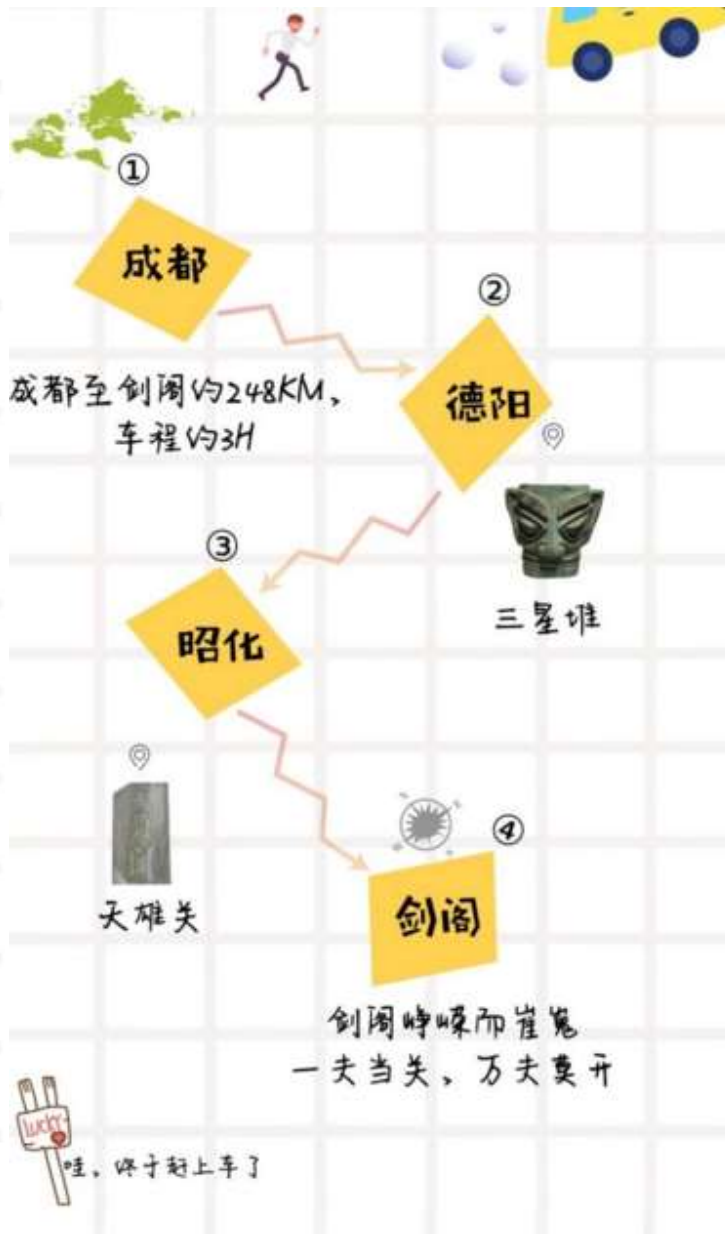 ①
成都
②
德阳
成都至剑阁约248KM、
车程约3H
三星堆
③
昭化
天雄关
④
剑阁
剑阁峥嵘而崔嵬
一夫当关、万夫莫开
lucky
哇、终于赶上车了